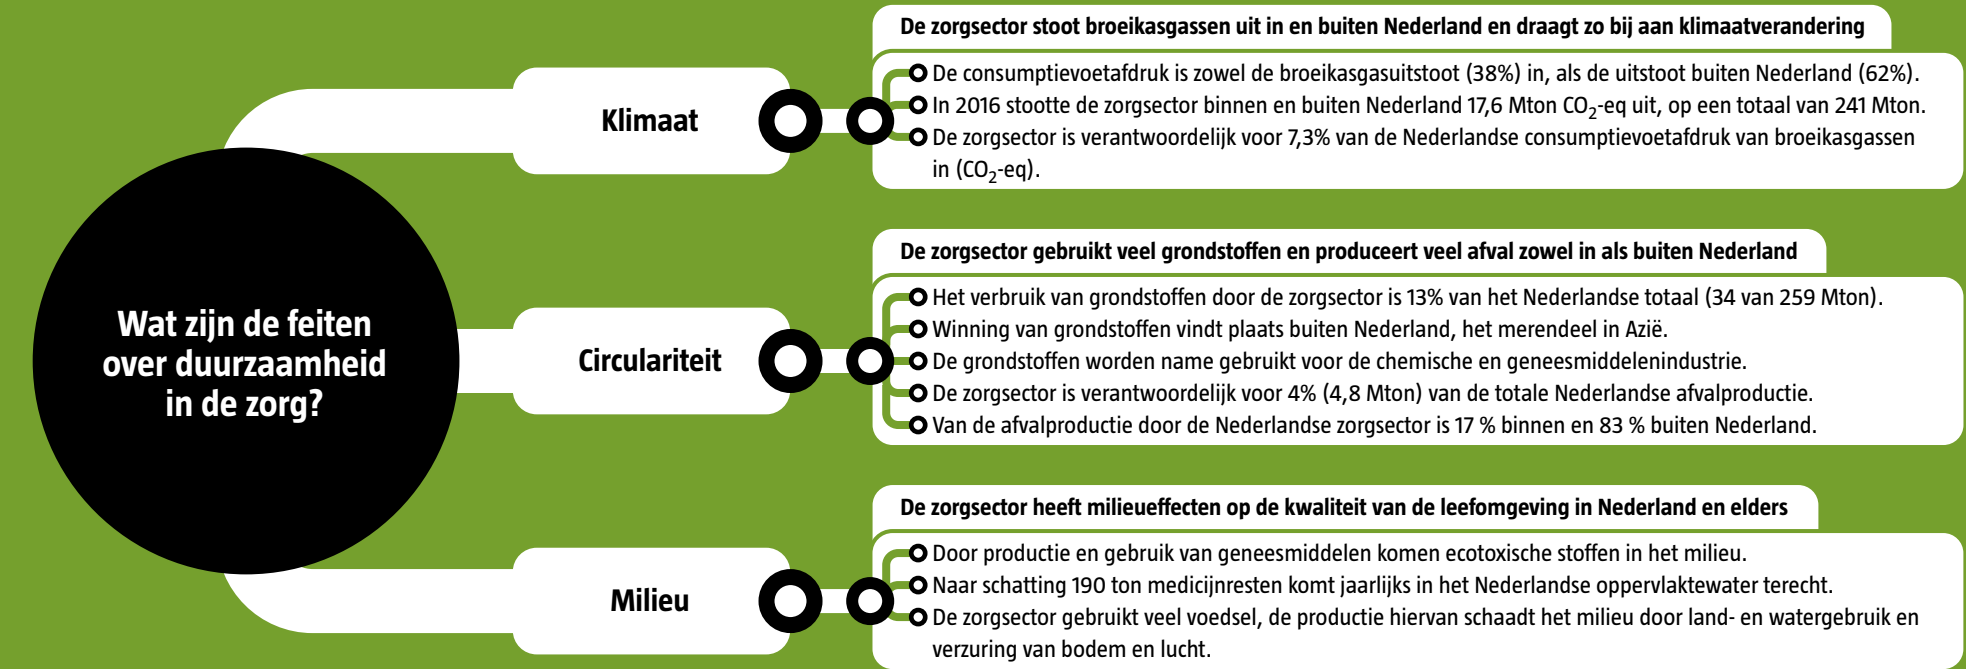 Wat zijn de feiten
over duurzaamheid
in de zorg?
Klimaat
De zorgsector stoot broeikasgassen uit in en buiten Nederland en draagt zo bij aan klimaatverandering
De consumptievoetafdruk is zowel de broeikasgasuitstoot (38%) in, als de uitstoot buiten Nederland (62%).
In 2016 stootte de zorgsector binnen en buiten Nederland 17,6 Mton CO₂-eq uit, op een totaal van 241 Mton.
De zorgsector is verantwoordelijk voor 7,3% van de Nederlandse consumptievoetafdruk van broeikasgassen
in (CO₂-eq).
Circulariteit
De zorgsector gebruikt veel grondstoffen en produceert veel afval zowel in als buiten Nederland
Het verbruik van grondstoffen door de zorgsector is 13% van het Nederlandse totaal (34 van 259 Mton).
Winning van grondstoffen vindt plaats buiten Nederland, het merendeel in Azië.
De grondstoffen worden name gebruikt voor de chemische en geneesmiddelenindustrie.
De zorgsector is verantwoordelijk voor 4% (4,8 Mton) van de totale Nederlandse afvalproductie.
Van de afvalproductie door de Nederlandse zorgsector is 17 % binnen en 83 % buiten Nederland.
Milieu
De zorgsector heeft milieueffecten op de kwaliteit van de leefomgeving in Nederland en elders
Door productie en gebruik van geneesmiddelen komen ecotoxische stoffen in het milieu.
Naar schatting 190 ton medicijnresten komt jaarlijks in het Nederlandse oppervlaktewater terecht.
De zorgsector gebruikt veel voedsel, de productie hiervan schaadt het milieu door land- en watergebruik en
verzuring van bodem en lucht.